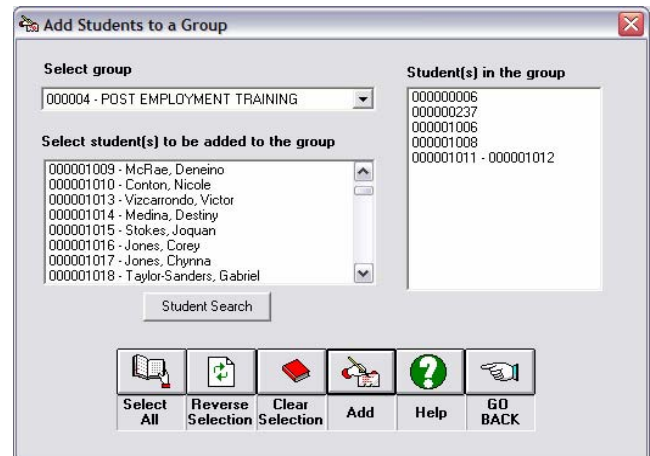 Add Students to a Group
Select group
000004 - POST EMPLOYMENT TRAINING
Select student(s) to be added to the group
000001009 - McRae, Deneino
000001010 - Conton, Nicole
000001013 - Vizcarrondo, Victor
000001014 - Medina, Destiny
000001015 - Stokes, Joquan
000001016 - Jones, Corey
000001017 - Jones, Chynna
000001018 - Taylor-Sanders, Gabriel
Student Search
Student(s) in the group
000000006
000000237
000001006
000001008
000001011 - 000001012
Select All
Reverse Selection
Clear Selection
Add
Help
GO BACK